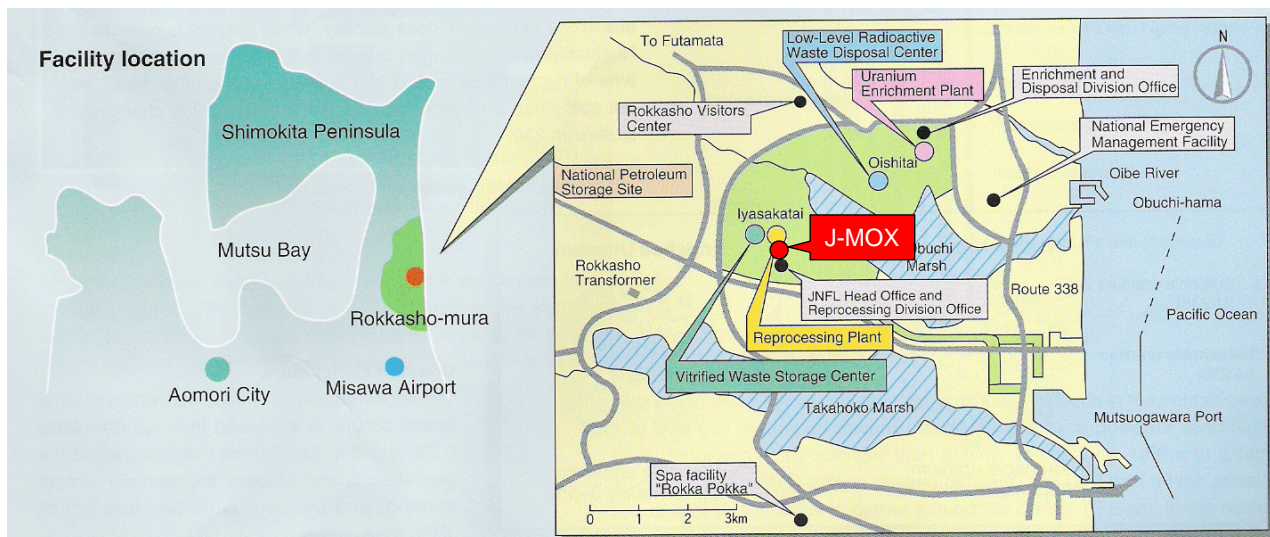 Facility location
Shimokita Peninsula
Mutsu Bay
Rokkasho-mura
Aomori City
Misawa Airport
To Futamata
Low-Level Radioactive
Waste Disposal Center
N
Uranium
Enrichment Plant
Enrichment and
Disposal Division Office
Rokkasho Visitors
Center
National Emergency
Management Facility
Oishitai
National Petroleum
Storage Site
Oibe River
Obuchi-hama
Iyasakatai
J-MOX
Marsh
Rokkasho
Transformer
JNFL Head Office and
Reprocessing Division Office
Route 338
Pacific Ocean
Reprocessing Plant
Vitrified Waste Storage Center
Takahoko Marsh
Mutsuogawara Port
Spa facility
"Rokka Pokka"
0 1 2 3km